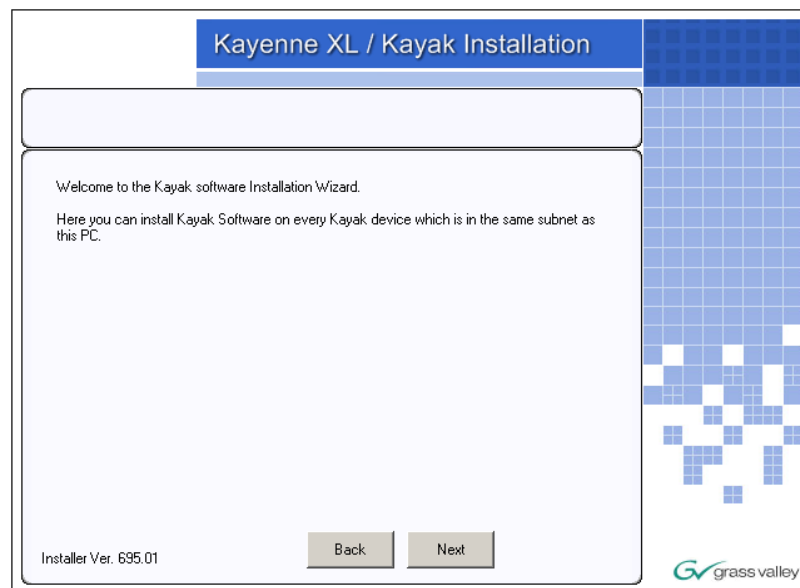 Kayenne XL / Kayak Installation
Welcome to the Kayak software Installation Wizard.
Here you can install Kayak Software on every Kayak device which is in the same subnet as
this PC.
Back
Next
Installer Ver. 695.01
GV grass valley